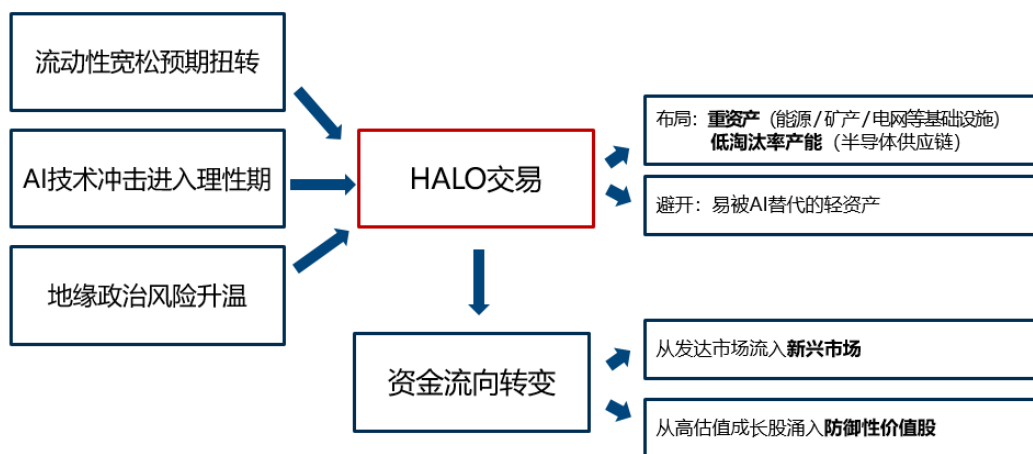 流动性宽松预期扭转
AI技术冲击进入理性期
地缘政治风险升温
HALO交易
布局：重资产（能源/矿产/电网等基础设施）
低淘汰率产能（半导体供应链）
避开：易被AI替代的轻资产
资金流向转变
从发达市场流入新兴市场
从高估值成长股涌入防御性价值股